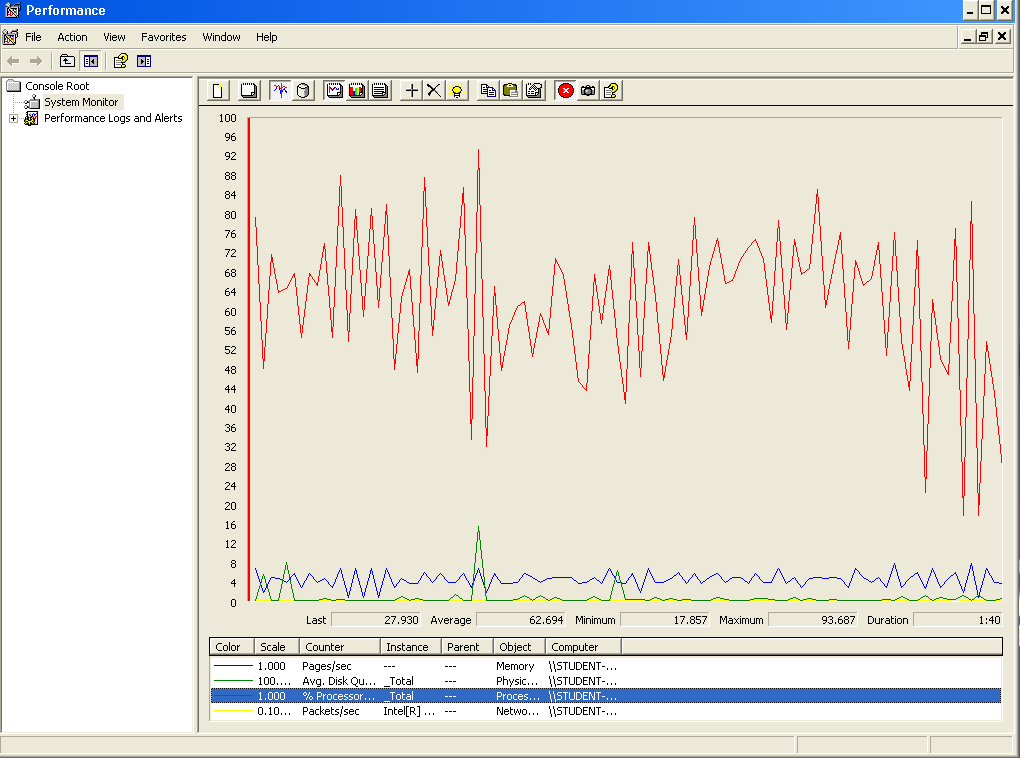 Performance
File Action View Favorites Window Help
Console Root
System Monitor
Performance Logs and Alerts
100
96
92
88
84
80
76
72
68
64
60
56
52
48
44
40
36
32
28
24
20
16
12
8
4
0
Last 27.930 Average 62.694 Minimum 17.857 Maximum 93.687 Duration 1:40
Color Scale Counter Instance Parent Object Computer
1.000 Pages/sec --- --- Memory \\STUDENT-...
100.... Avg. Disk Qu... _Total --- Physic... \\STUDENT-...
1.000 % Processor... _Total --- Proces... \\STUDENT-...
0.10... Packets/sec Intel[R] ... --- Netwo... \\STUDENT-...